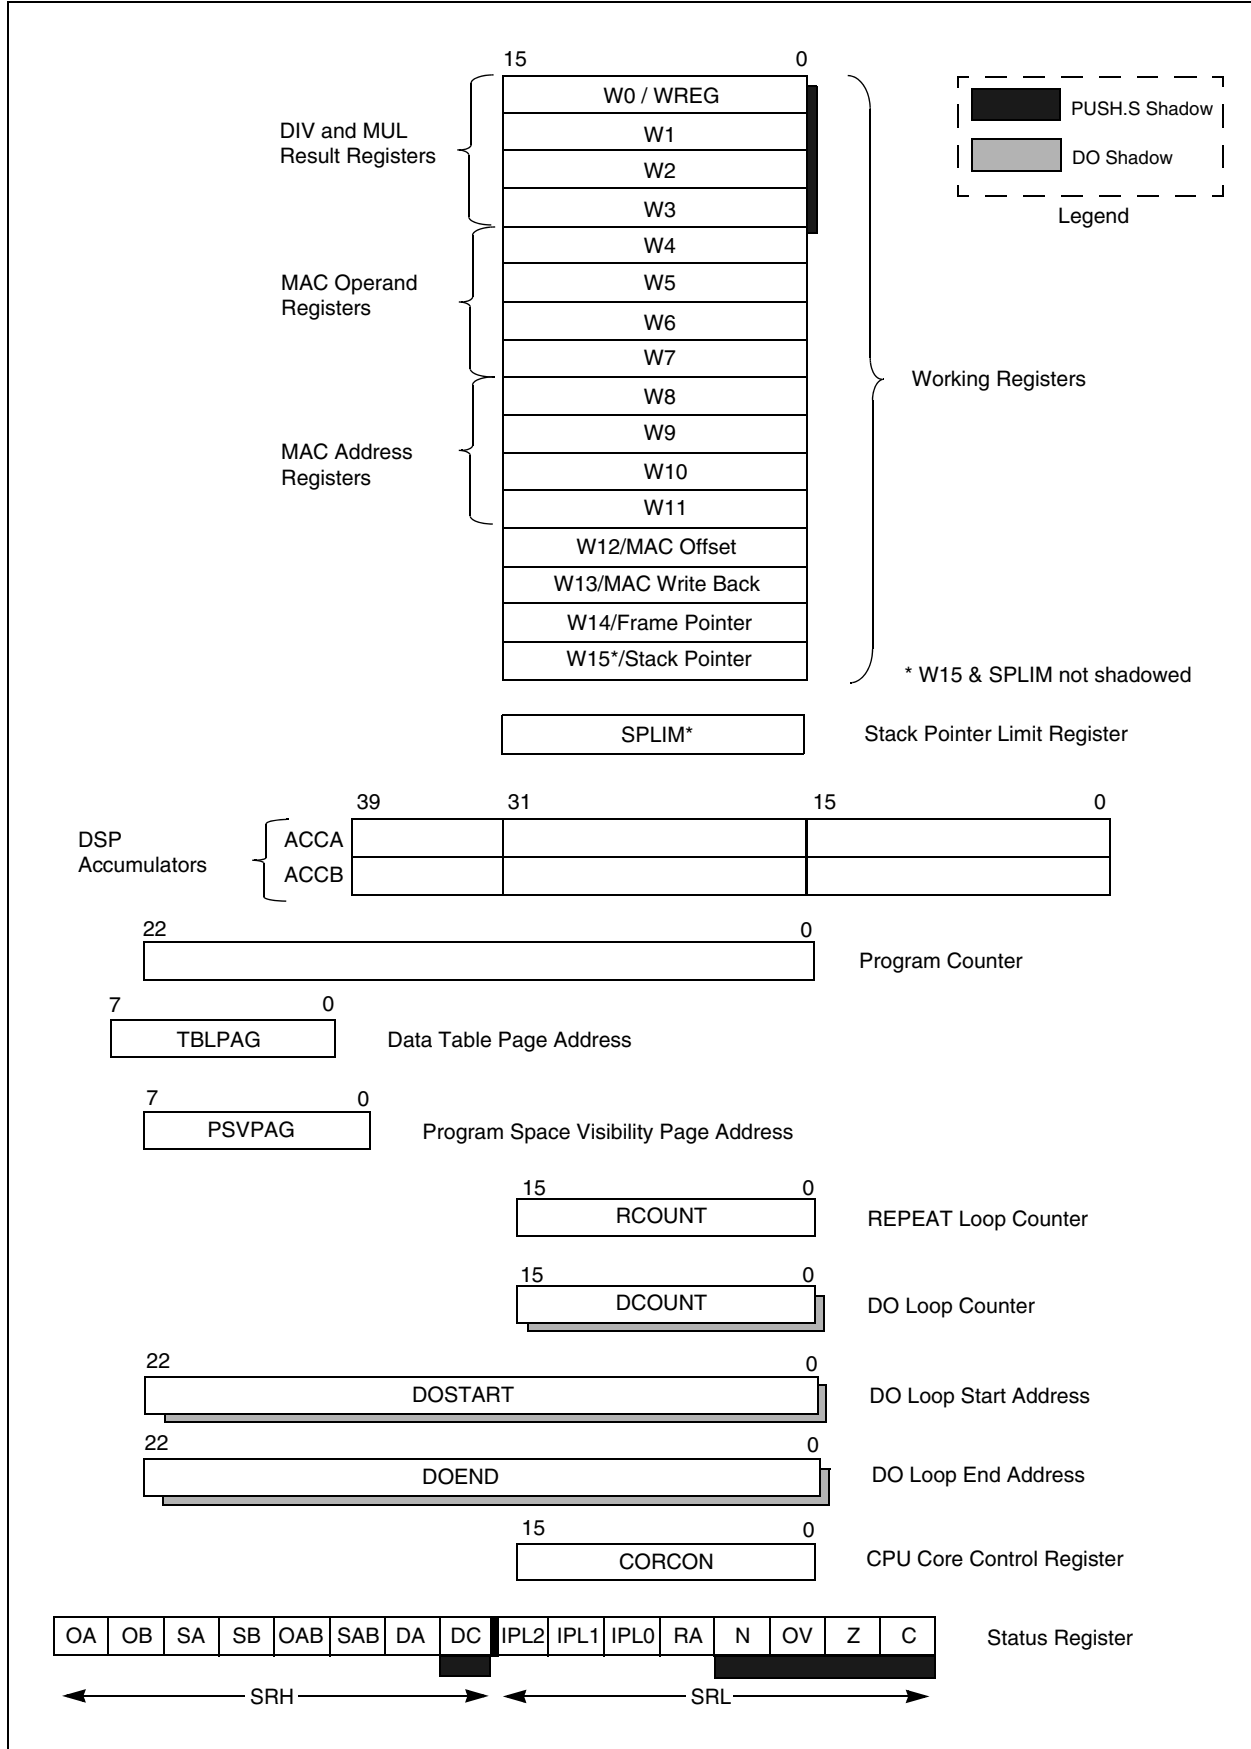 15 0
W0 / WREG
PUSH.S Shadow
DIV and MUL
Result Registers
W1
W2
DO Shadow
W3
Legend
W4
MAC Operand
Registers
W5
W6
W7
Working Registers
W8
W9
MAC Address
Registers
W10
W11
W12/MAC Offset
W13/MAC Write Back
W14/Frame Pointer
W15*/Stack Pointer
* W15 & SPLIM not shadowed
SPLIM*
Stack Pointer Limit Register
39 31 15 0
DSP
Accumulators
ACCA
ACCB
22 0
Program Counter
7 0
TBLPAG
Data Table Page Address
7 0
PSVPAG
Program Space Visibility Page Address
15 0
RCOUNT
REPEAT Loop Counter
15 0
DCOUNT
DO Loop Counter
22 0
DOSTART
DO Loop Start Address
22 0
DOEND
DO Loop End Address
15 0
CORCON
CPU Core Control Register
OA OB SA SB OAB SAB DA DC IPL2 IPL1 IPL0 RA N OV Z C
Status Register
SRH SRL